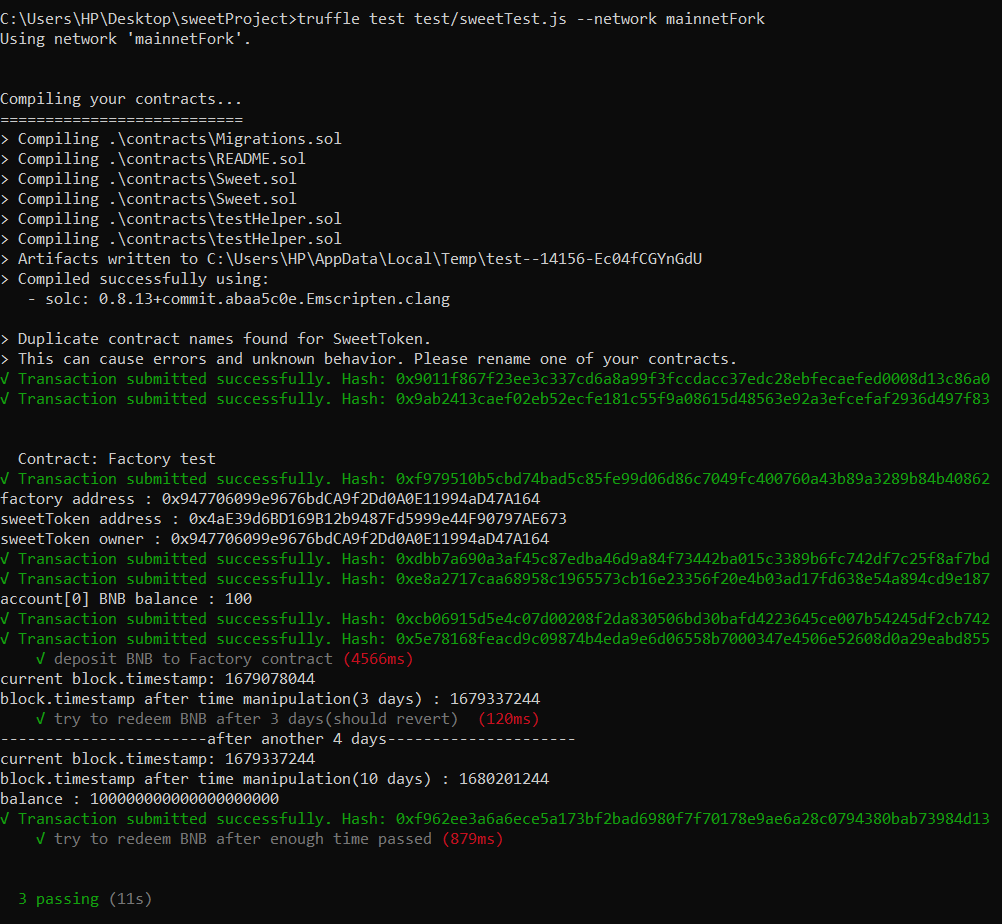 C:\Users\HP\Desktop\sweetProject>truffle test test/sweetTest.js --network mainnetFork
Using network 'mainnetFork'.
Compiling your contracts...
===========================
> Compiling .\contracts\Migrations.sol
> Compiling .\contracts\README.sol
> Compiling .\contracts\Sweet.sol
> Compiling .\contracts\Sweet.sol
> Compiling .\contracts\testHelper.sol
> Compiling .\contracts\testHelper.sol
> Artifacts written to C:\Users\HP\AppData\Local\Temp\test--14156-Ec04fCGYnGdU
> Compiled successfully using:
   - solc: 0.8.13+commit.abaa5c0e.Emscripten.clang
> Duplicate contract names found for SweetToken.
> This can cause errors and unknown behavior. Please rename one of your contracts.
√ Transaction submitted successfully. Hash: 0x9011f867f23ee3c337cd6a8a99f3fccdacc37edc28ebfecaefed0008d13c86a0
√ Transaction submitted successfully. Hash: 0x9ab2413caef02eb52ecfe181c55f9a08615d48563e92a3efcefaf2936d497f83
  Contract: Factory test
√ Transaction submitted successfully. Hash: 0xf979510b5cbd74bad5c85fe99d06d86c7049fc400760a43b89a3289b84b40862
factory address : 0x947706099e9676bdCA9f2Dd0A0E11994aD47A164
sweetToken address : 0x4aE39d6BD169B12b9487Fd5999e44F90797AE673
sweetToken owner : 0x947706099e9676bdCA9f2Dd0A0E11994aD47A164
√ Transaction submitted successfully. Hash: 0xdbb7a690a3af45c87edba46d9a84f73442ba015c3389b6fc742df7c25f8af7bd
√ Transaction submitted successfully. Hash: 0xe8a2717caa68958c1965573cb16e23356f20e4b03ad17fd638e54a894cd9e187
account[0] BNB balance : 100
√ Transaction submitted successfully. Hash: 0xcb06915d5e4c07d00208f2da830506bd30bafd4223645ce007b54245df2cb742
√ Transaction submitted successfully. Hash: 0x5e78168feacd9c09874b4eda9e6d06558b7000347e4506e52608d0a29eabd855
    √ deposit BNB to Factory contract (4566ms)
current block.timestamp: 1679078044
block.timestamp after time manipulation(3 days) : 1679337244
    √ try to redeem BNB after 3 days(should revert)  (120ms)
-----------------------after another 4 days---------------------
current block.timestamp: 1679337244
block.timestamp after time manipulation(10 days) : 1680201244
balance : 100000000000000000000
√ Transaction submitted successfully. Hash: 0xf962ee3a6a6ece5a173bf2bad6980f7f70178e9ae6a28c0794380bab73984d13
    √ try to redeem BNB after enough time passed (879ms)
  3 passing (11s)